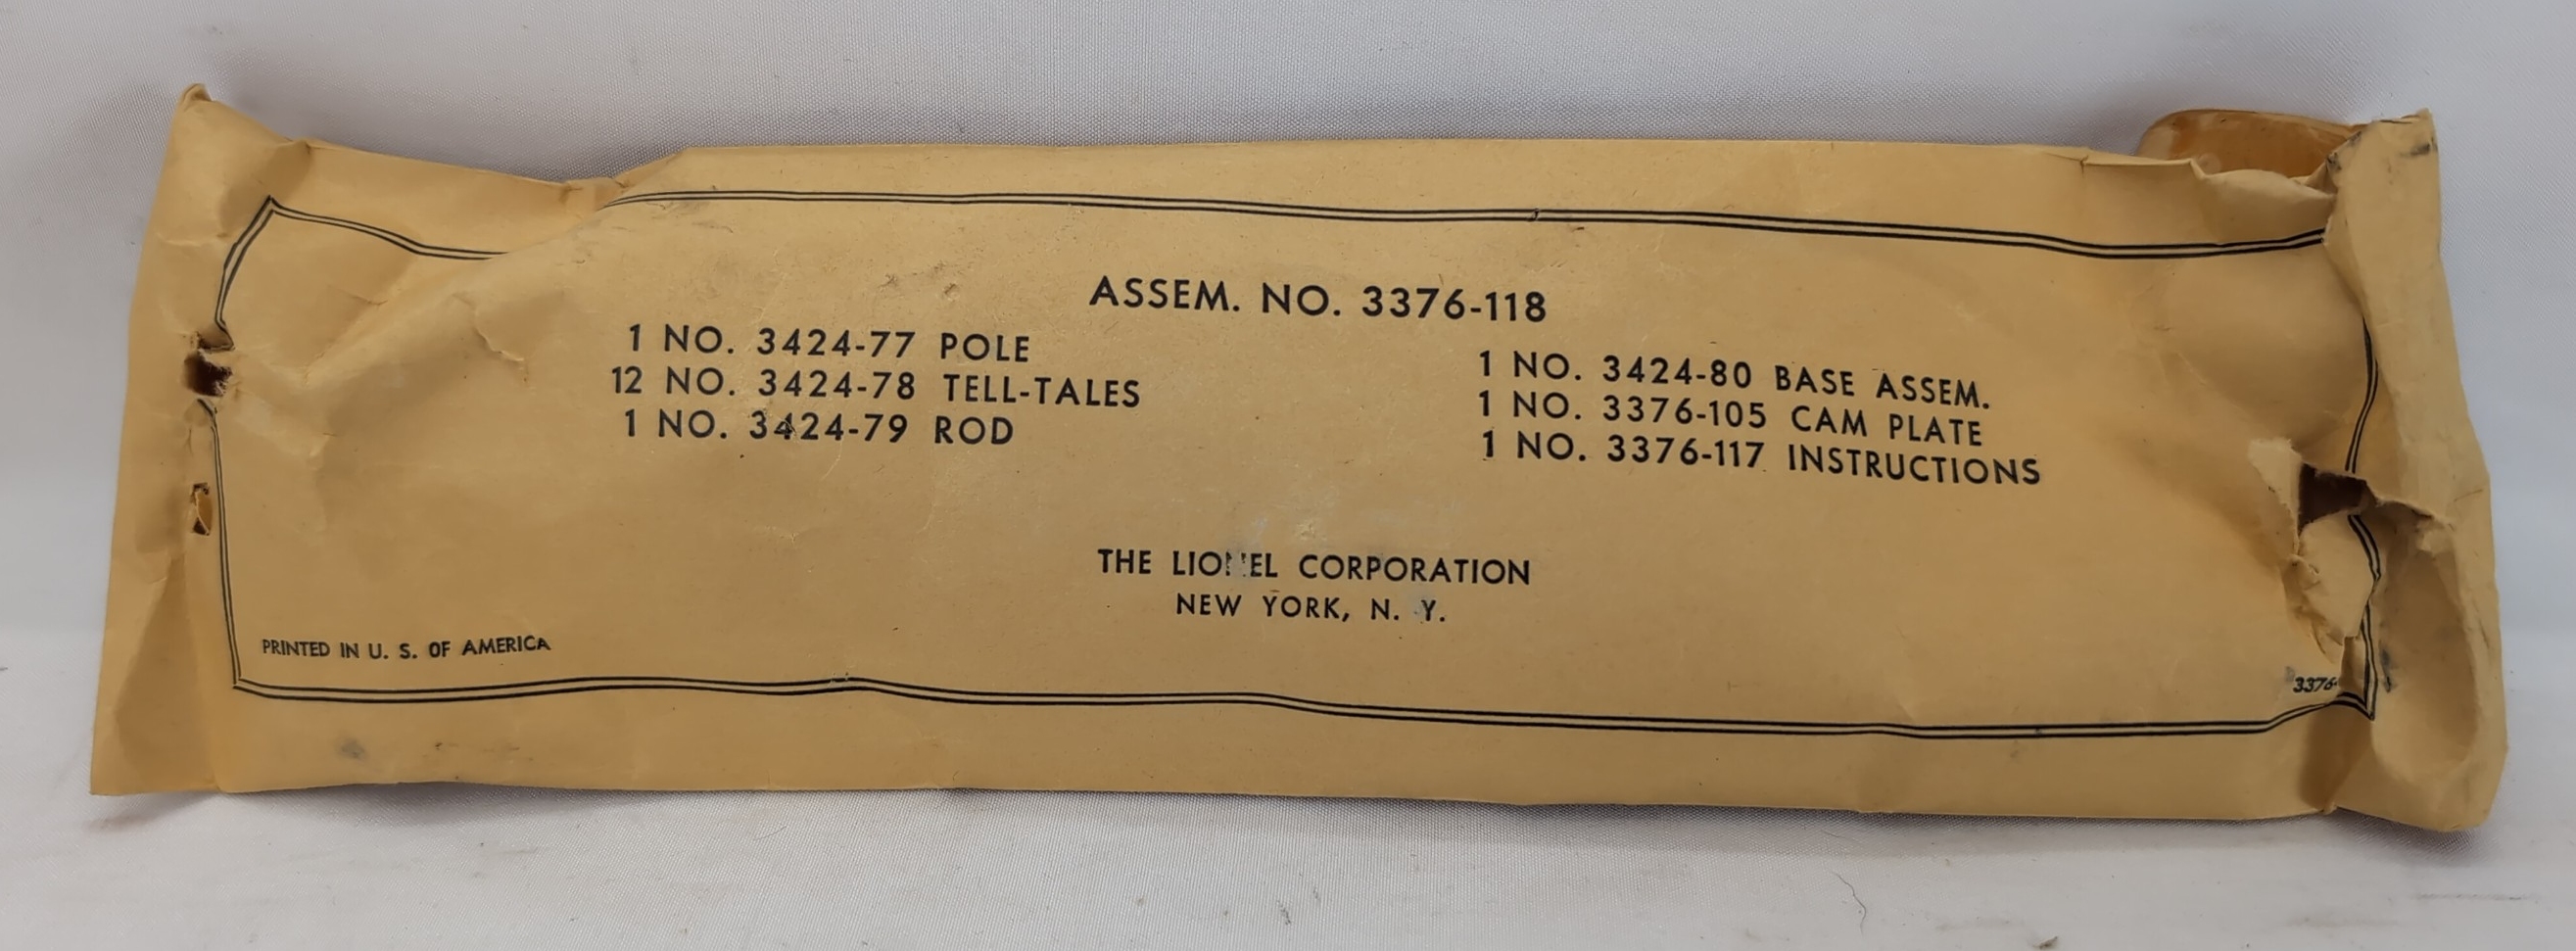 ASSEM. NO. 3376-118
1 NO. 3424-77 POLE
12 NO. 3424-78 TELL-TALES
1 NO. 3424-79 ROD
1 NO. 3424-80 BASE ASSEM.
1 NO. 3376-105 CAM PLATE
1 NO. 3376-117 INSTRUCTIONS
THE LIONEL CORPORATION
NEW YORK, N. Y.
PRINTED IN U. S. OF AMERICA
3376-